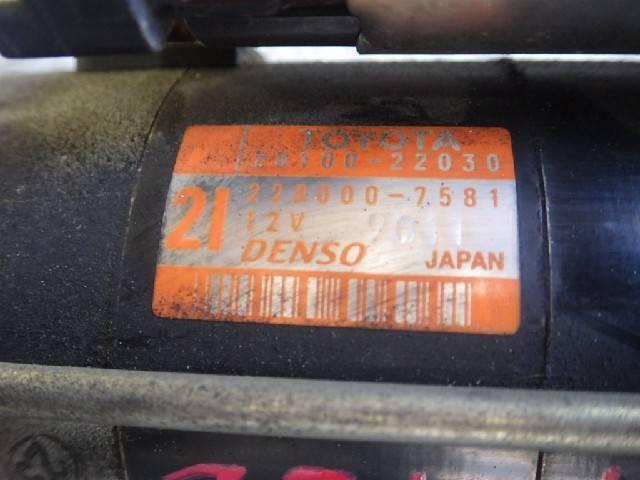 TOYOTA
28100-22030
21
228000-7581
12V
DENSO
JAPAN